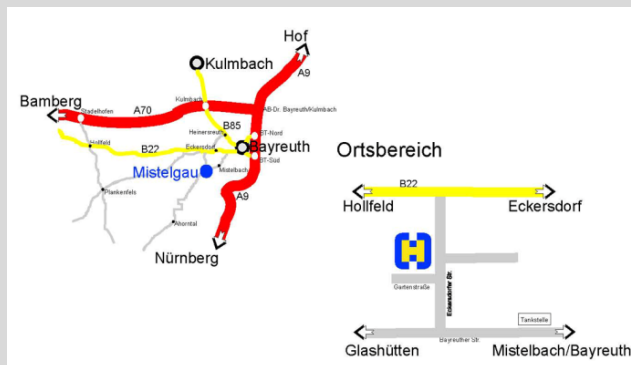 Hof
Kulmbach
A9
Bamberg
Stadelhofen
A70
Kulmbach
AB-Dr. Bayreuth/Kulmbach
B85
Heinersreuth
BT-Nord
Hollfeld
B22
Eckersdorf
Bayreuth
BT-Süd
Mistelgau
Mistelbach
Plankenfels
A9
Ahorntal
Nürnberg
Ortsbereich
B22
Hollfeld
Eckersdorf
H
Gartenstraße
Eckersdorfer Str.
Tankstelle
Bayreuther Str.
Glashütten
Mistelbach/Bayreuth